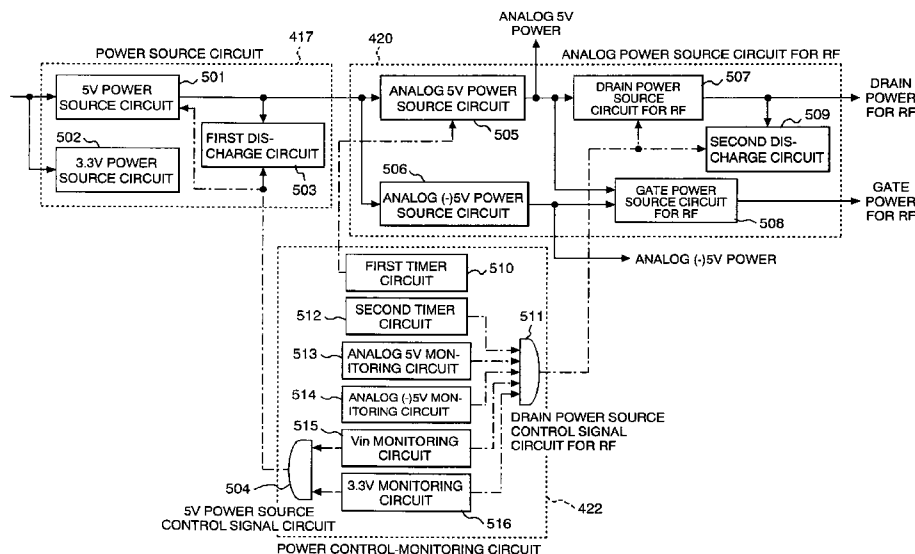 ANALOG 5V
POWER
POWER SOURCE CIRCUIT
417
420
ANALOG POWER SOURCE CIRCUIT FOR RF
501
5V POWER
SOURCE CIRCUIT
ANALOG 5V POWER
SOURCE CIRCUIT
505
507
DRAIN POWER
SOURCE
CIRCUIT FOR RF
DRAIN
POWER
FOR RF
502
3.3V POWER
SOURCE CIRCUIT
FIRST DIS-
CHARGE CIRCUIT
503
509
SECOND DIS-
CHARGE CIRCUIT
506
ANALOG (-)5V POWER
SOURCE CIRCUIT
GATE POWER
SOURCE CIRCUIT
FOR RF
508
GATE
POWER
FOR RF
ANALOG (-)5V POWER
FIRST TIMER
CIRCUIT
510
512
SECOND TIMER
CIRCUIT
511
513
ANALOG 5V MON-
ITORING CIRCUIT
514
ANALOG (-)5V MON-
ITORING CIRCUIT
DRAIN POWER SOURCE
CONTROL SIGNAL
CIRCUIT FOR RF
515
Vin MONITORING
CIRCUIT
504
3.3V MONITORING
CIRCUIT
516
422
5V POWER SOURCE
CONTROL SIGNAL CIRCUIT
POWER CONTROL-MONITORING CIRCUIT